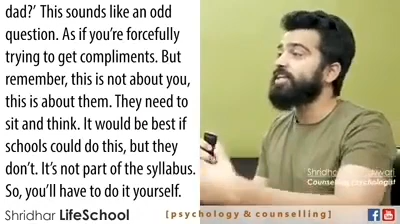 dad?’ This sounds like an odd
question. As if you’re forcefully
trying to get compliments. But
remember, this is not about you,
this is about them. They need to
sit and think. It would be best if
schools could do this, but they
don’t. It’s not part of the syllabus.
So, you’ll have to do it yourself.
Shridhar
Counselling Psychologist
Shridhar LifeSchool
[psychology & counselling]
f
You Tube